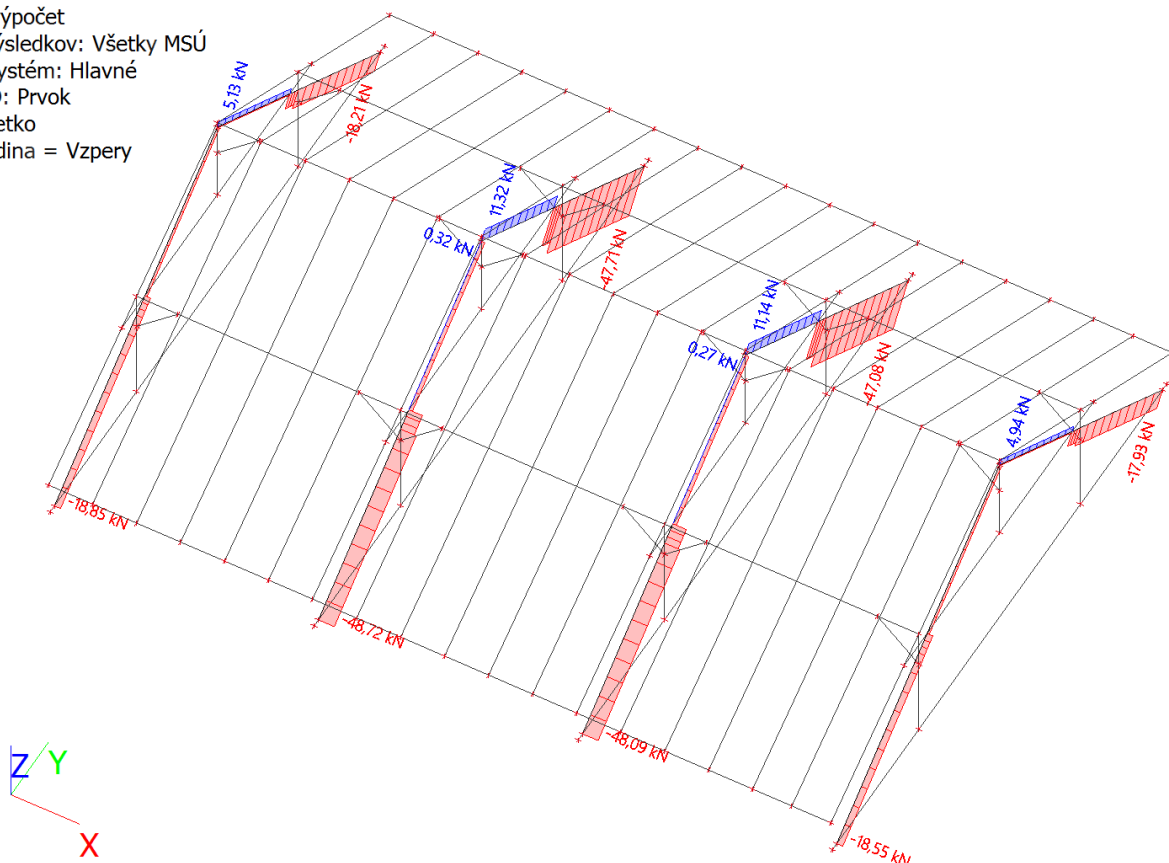 ýpočet
ýsledkov: Všetky MSÚ
ystém: Hlavné
: Prvok
etko
dina = Vzpery
5,13 kN
-18,21 kN
11,32 kN
0,32 kN
-47,71 kN
11,14 kN
0,27 kN
-47,08 kN
4,94 kN
-17,93 kN
-18,85 kN
-48,72 kN
-48,09 kN
-18,55 kN
Z
Y
X